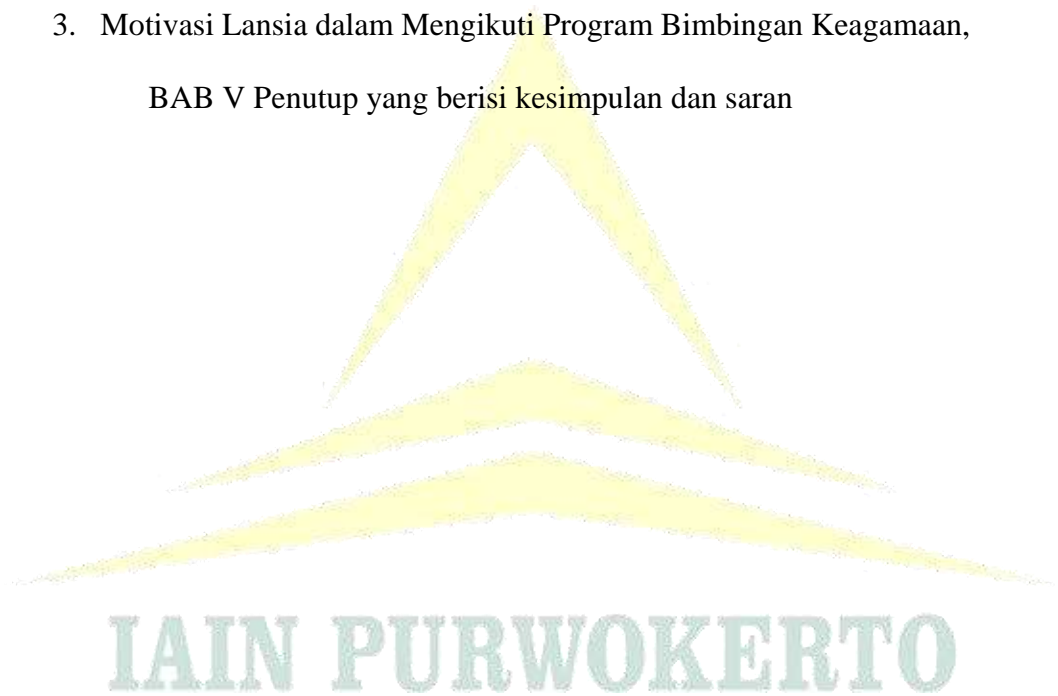 3. Motivasi Lansia dalam Mengikuti Program Bimbingan Keagamaan,
BAB V Penutup yang berisi kesimpulan dan saran
IAIN PURWOKERTO